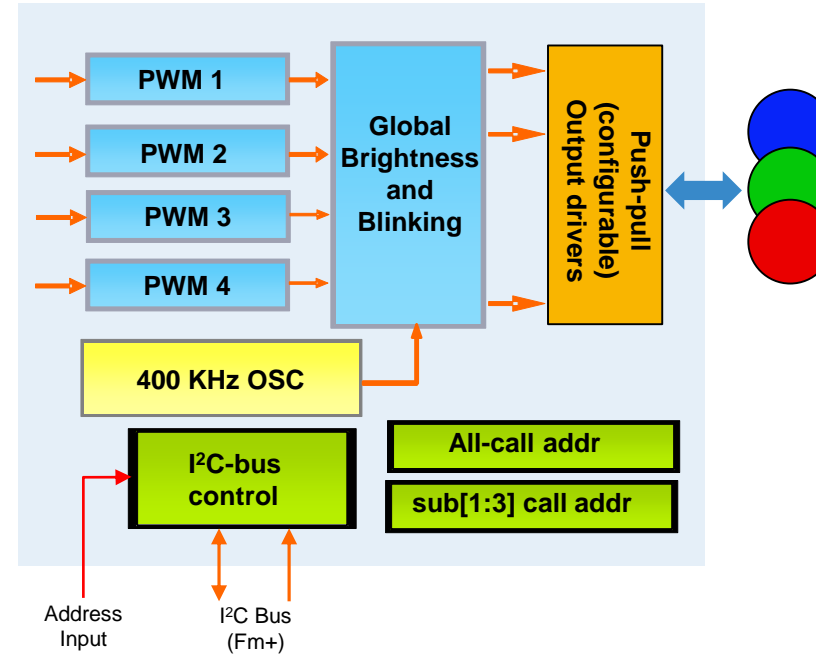 PWM 1
PWM 2
PWM 3
PWM 4
Global
Brightness
and
Blinking
Push-pull
(configurable)
Output drivers
400 KHz OSC
I²C-bus
control
All-call addr
sub[1:3] call addr
Address
Input
I²C Bus
(Fm+)